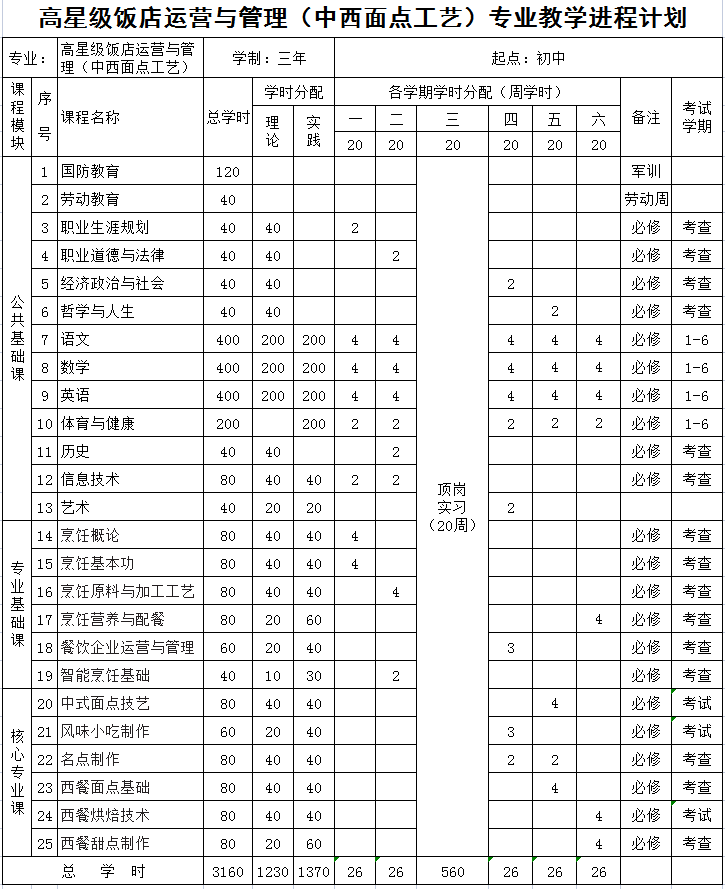 高星级饭店运营与管理（中西面点工艺）专业教学进程计划
专业： 高星级饭店运营与管理（中西面点工艺） 学制：三年 起点：初中
课程模块 序号 课程名称 总学时 学时分配 各学期学时分配（周学时） 备注 考试学期
理论 实践 一 二 三 四 五 六
20 20 20 20 20 20
公共基础课
1 国防教育 120 军训
2 劳动教育 40 劳动周
3 职业生涯规划 40 40 2 必修 考查
4 职业道德与法律 40 40 2 必修 考查
5 经济政治与社会 40 40 2 必修 考查
6 哲学与人生 40 40 2 必修 考查
7 语文 400 200 200 4 4 4 4 4 必修 1-6
8 数学 400 200 200 4 4 4 4 4 必修 1-6
9 英语 400 200 200 4 4 4 4 4 必修 1-6
10 体育与健康 200 200 2 2 2 2 2 必修 1-6
11 历史 40 40 2 必修 考查
12 信息技术 80 40 40 2 2 必修 考查
顶岗
实习
（20周）
13 艺术 40 20 20 2
专业基础课
14 烹饪概论 80 40 40 4 必修 考查
15 烹饪基本功 80 40 40 4 必修 考查
16 烹饪原料与加工工艺 80 40 40 4 必修 考查
17 烹饪营养与配餐 80 20 60 4 必修 考查
18 餐饮企业运营与管理 60 20 40 3 必修 考查
19 智能烹饪基础 40 10 30 2 必修 考查
核心专业课
20 中式面点技艺 80 40 40 4 必修 考试
21 风味小吃制作 60 20 40 3 必修 考试
22 名点制作 80 40 40 2 2 必修 考查
23 西餐面点基础 80 40 40 4 必修 考查
24 西餐烘焙技术 80 40 40 4 必修 考试
25 西餐甜点制作 80 20 60 4 必修 考查
总 学 时 3160 1230 1370 26 26 560 26 26 26